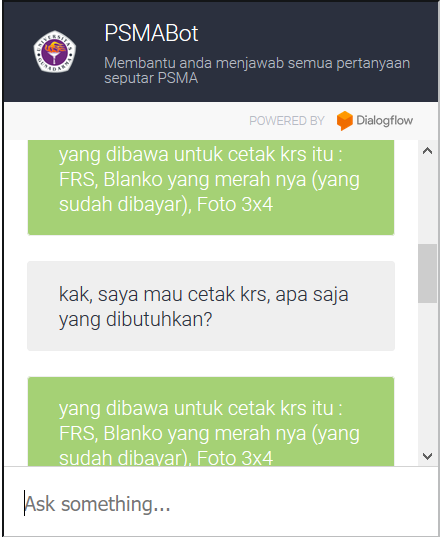 PSMABot
Membantu anda menjawab semua pertanyaan
seputar PSMA
POWERED BY Dialogflow
yang dibawa untuk cetak krs itu :
FRS, Blanko yang merah nya (yang
sudah dibayar), Foto 3x4
kak, saya mau cetak krs, apa saja
yang dibutuhkan?
yang dibawa untuk cetak krs itu :
FRS, Blanko yang merah nya (yang
sudah dibayar), Foto 3x4
Ask something...